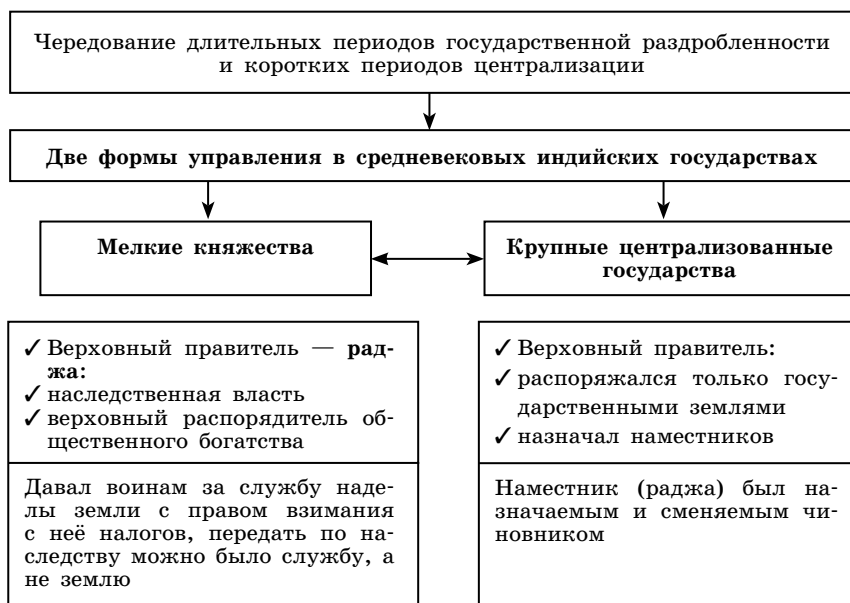 Чередование длительных периодов государственной раздробленности
и коротких периодов централизации
Две формы управления в средневековых индийских государствах
Мелкие княжества
Крупные централизованные
государства
✓ Верховный правитель — рад-
жа:
✓ наследственная власть
✓ верховный распорядитель об-
щественного богатства
Давал воинам за службу наде-
лы земли с правом взимания
с неё налогов, передать по на-
следству можно было службу, а
не землю
✓ Верховный правитель:
✓ распоряжался только госу-
дарственными землями
✓ назначал наместников
Наместник (раджа) был на-
значаемым и сменяемым чи-
новником